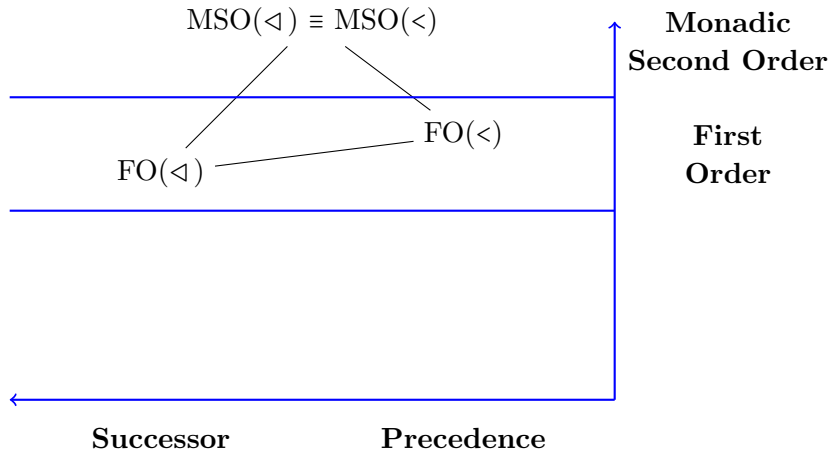 MSO(⊲) ≡ MSO(<)
Monadic
Second Order
FO(<)
First
Order
FO(⊲)
Successor
Precedence